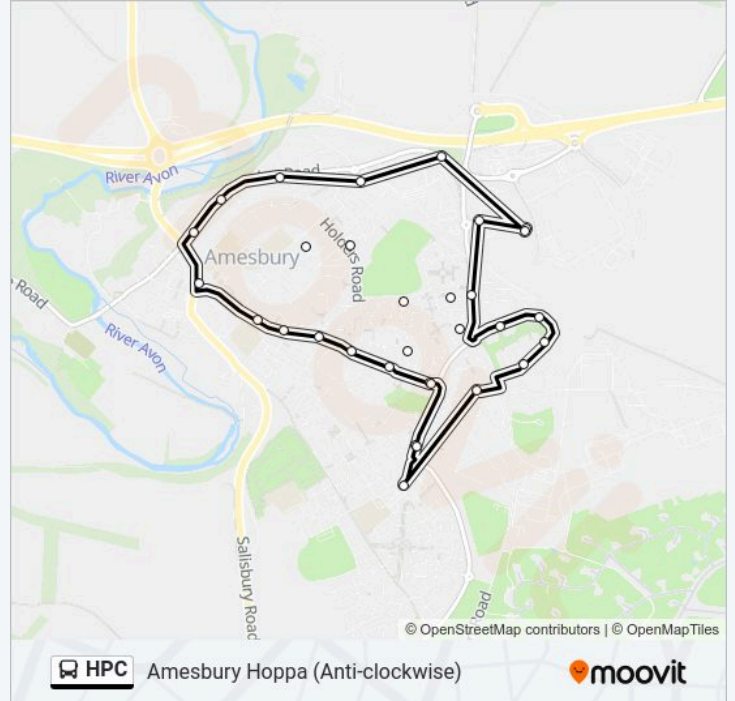 River Avon
Road
Holders Road
Amesbury
Road
River Avon
Salisbury Road
Road
© OpenStreetMap contributors | © OpenMapTiles
HPC Amesbury Hoppa (Anti-clockwise) moovit